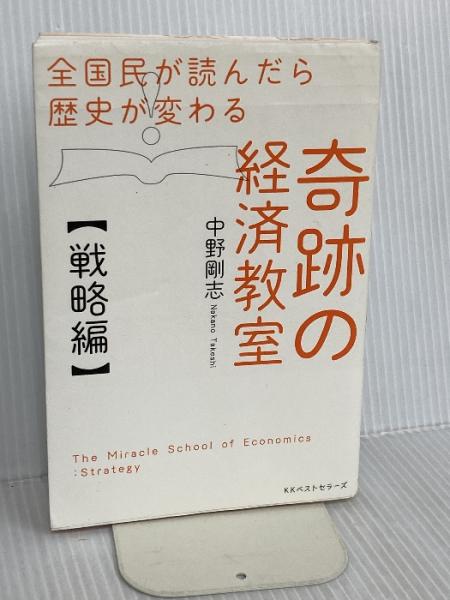 全国民が読んだら
歴史が変わる
奇跡の
経済教室
【戦略編】
中野剛志
Nakano Takeshi
The Miracle School of Economics
:Strategy
KKベストセラーズ